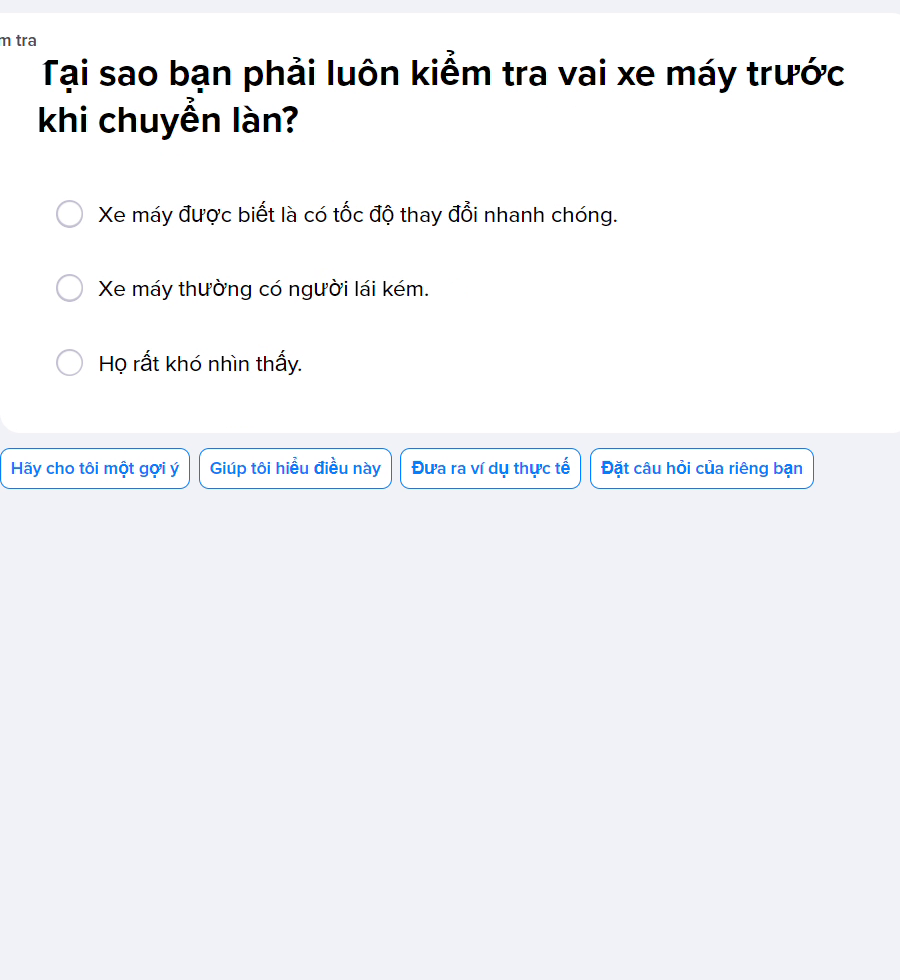 m tra
Tại sao bạn phải luôn kiểm tra vai xe máy trước
khi chuyển làn?
Xe máy được biết là có tốc độ thay đổi nhanh chóng.
Xe máy thường có người lái kém.
Họ rất khó nhìn thấy.
Hãy cho tôi một gợi ý
Giúp tôi hiểu điều này
Đưa ra ví dụ thực tế
Đặt câu hỏi của riêng bạn